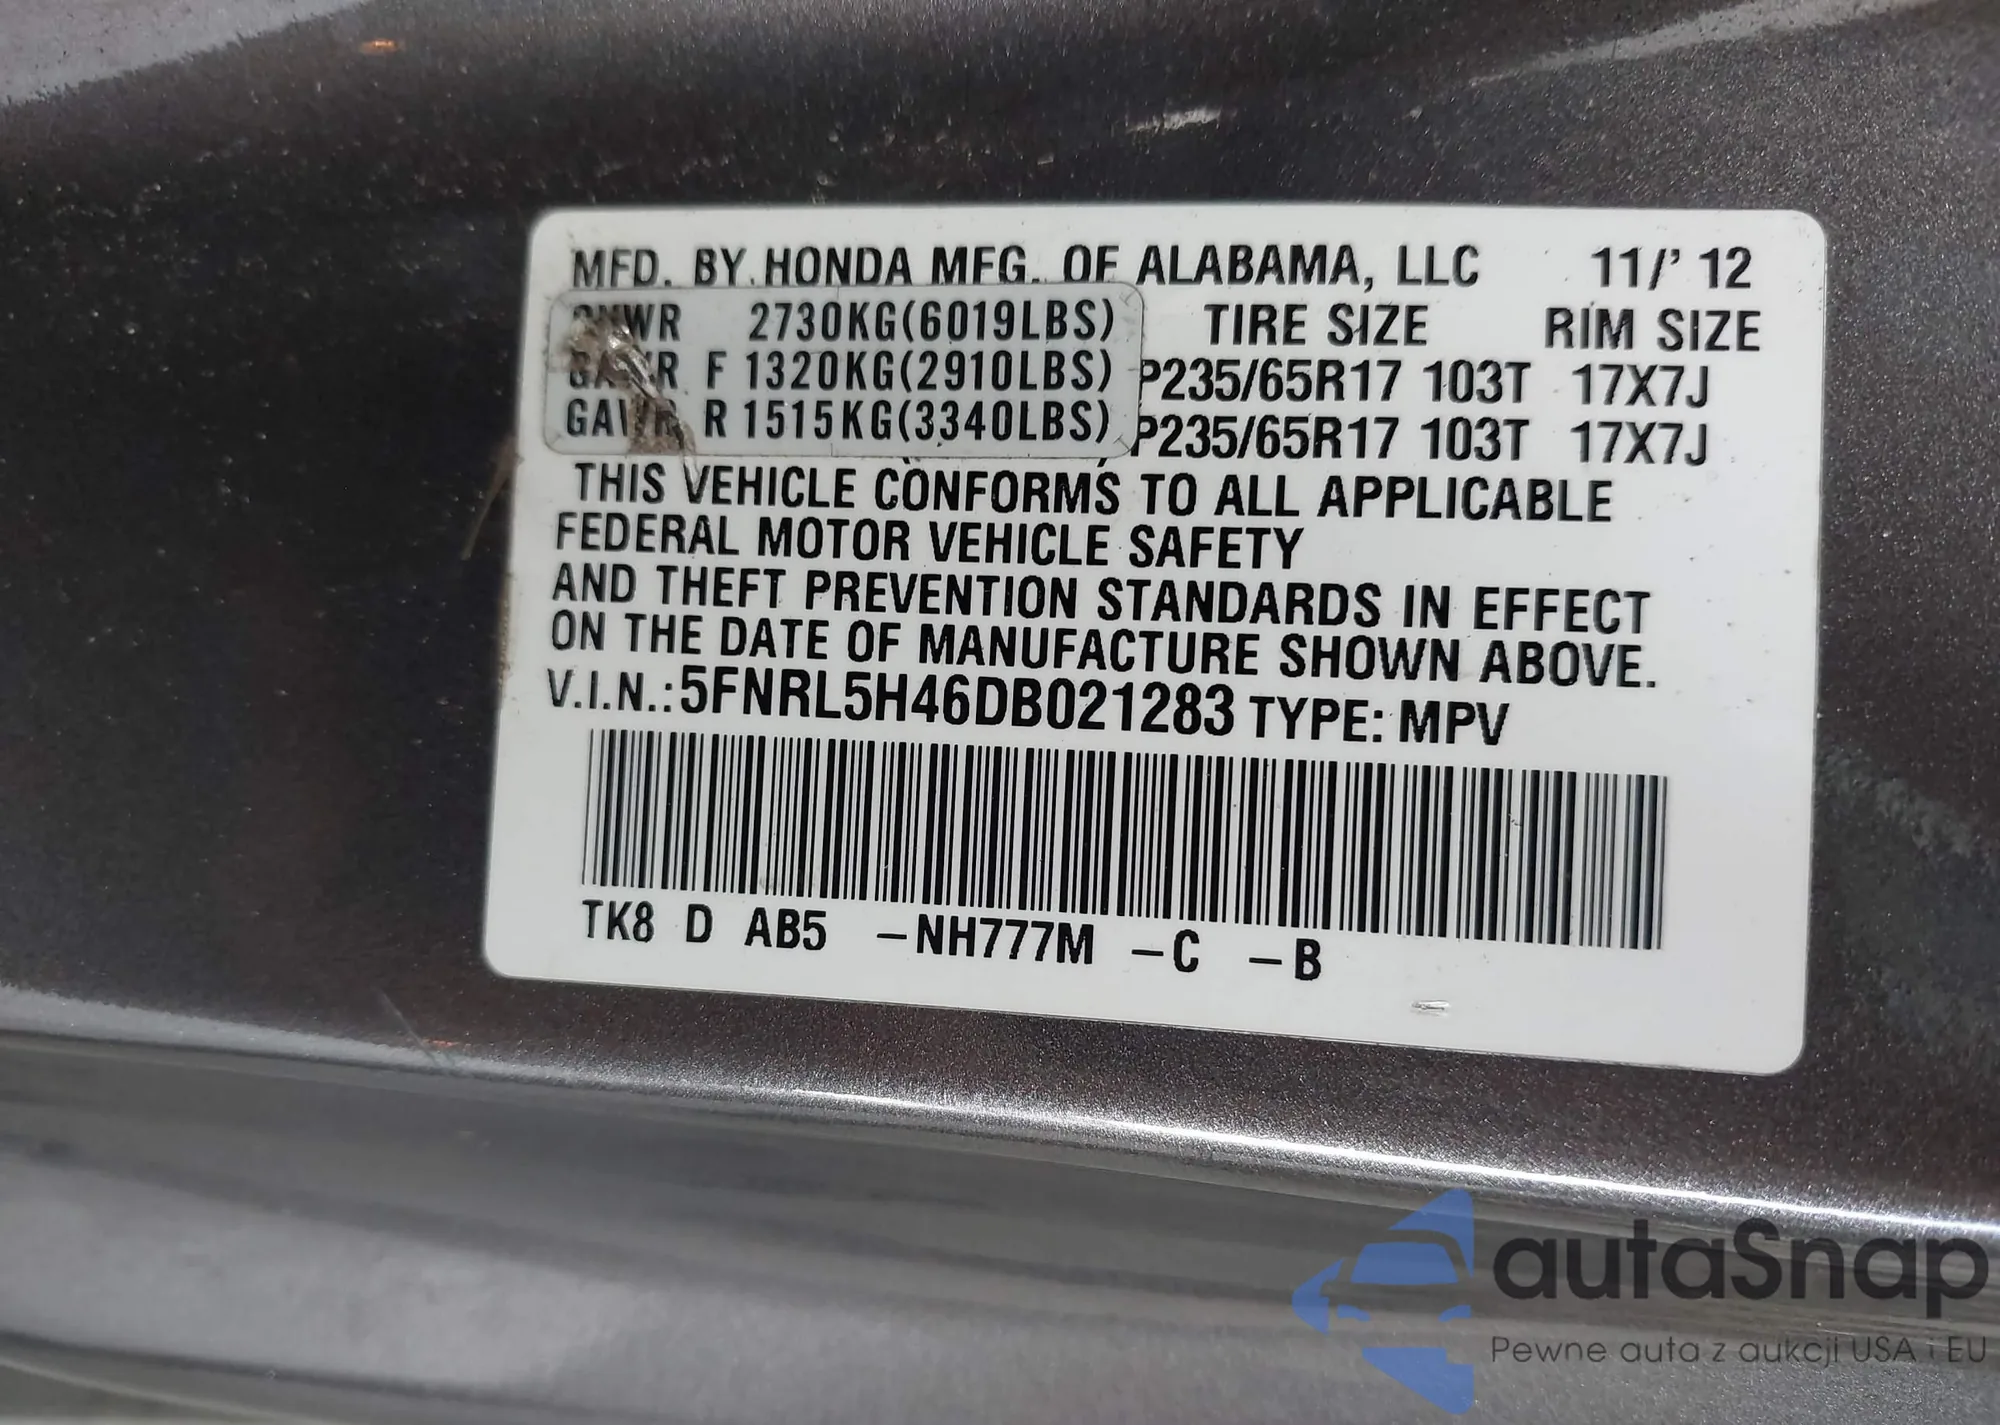 MFD. BY HONDA MFG. OF ALABAMA, LLC 11/'12
GVWR 2730KG(6019LBS) TIRE SIZE RIM SIZE
GAWR F 1320KG(2910LBS) P235/65R17 103T 17X7J
GAWR R 1515KG(3340LBS) P235/65R17 103T 17X7J
THIS VEHICLE CONFORMS TO ALL APPLICABLE
FEDERAL MOTOR VEHICLE SAFETY
AND THEFT PREVENTION STANDARDS IN EFFECT
ON THE DATE OF MANUFACTURE SHOWN ABOVE.
V.I.N.: 5FNRL5H46DB021283 TYPE: MPV
TK8 D AB5 -NH777M -C -B
autaSnap
Pewne auta z aukcji USA i EU